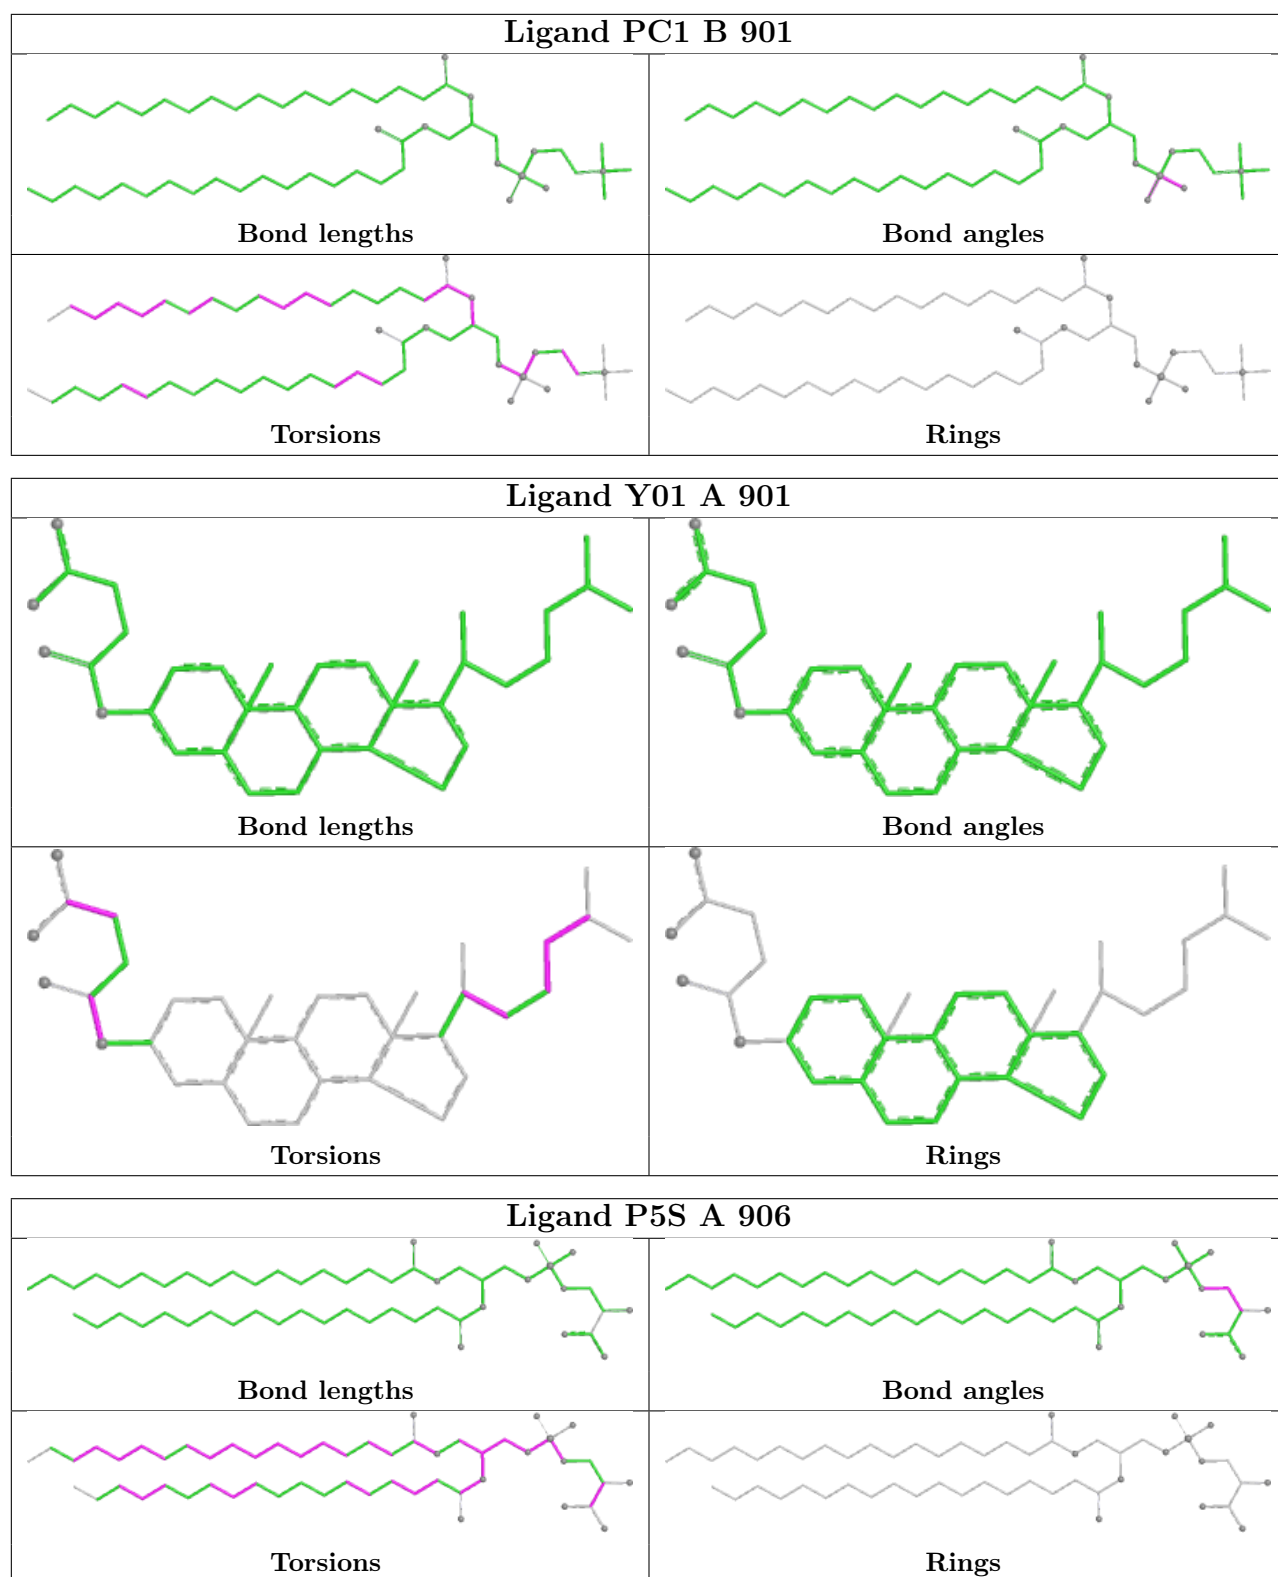 Ligand PC1 B 901
Bond lengths
Bond angles
Torsions
Rings
Ligand Y01 A 901
Bond lengths
Bond angles
Torsions
Rings
Ligand P5S A 906
Bond lengths
Bond angles
Torsions
Rings